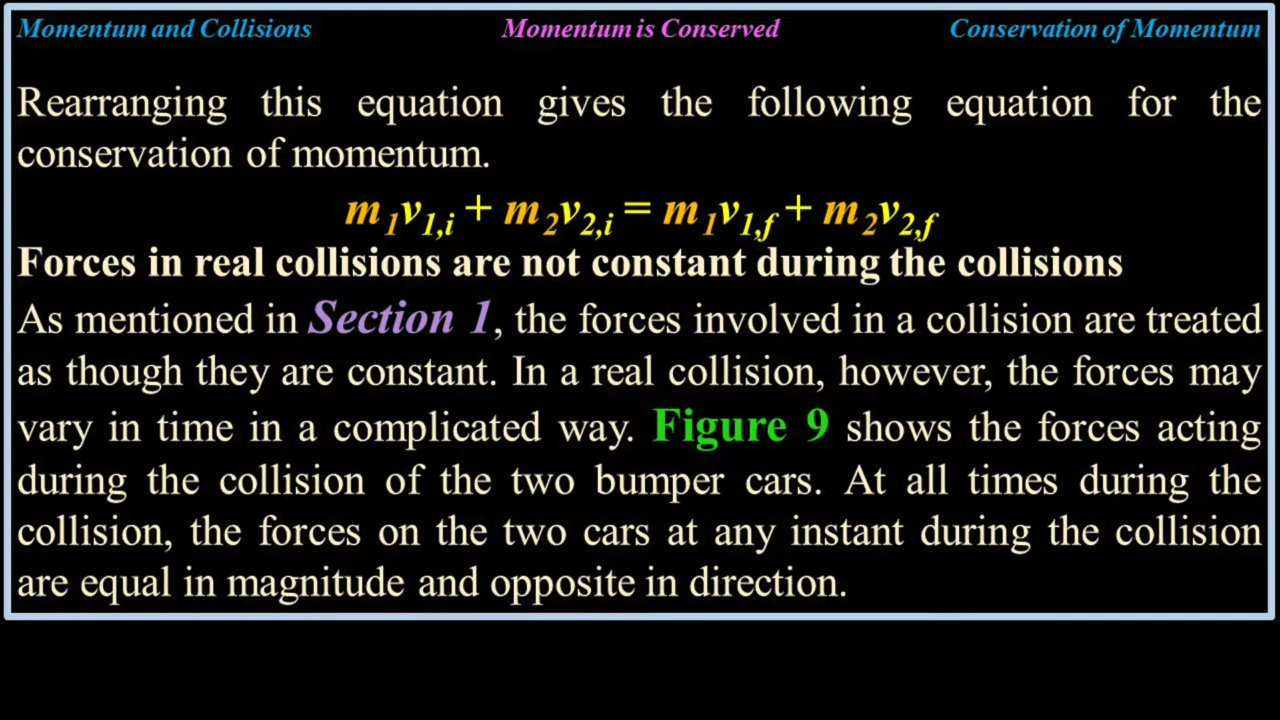 Momentum and Collisions Momentum is Conserved Conservation of Momentum
Rearranging this equation gives the following equation for the
conservation of momentum.
m₁v₁,ᵢ + m₂v₂,ᵢ = m₁v₁,f + m₂v₂,f
Forces in real collisions are not constant during the collisions
As mentioned in Section 1, the forces involved in a collision are treated
as though they are constant. In a real collision, however, the forces may
vary in time in a complicated way. Figure 9 shows the forces acting
during the collision of the two bumper cars. At all times during the
collision, the forces on the two cars at any instant during the collision
are equal in magnitude and opposite in direction.